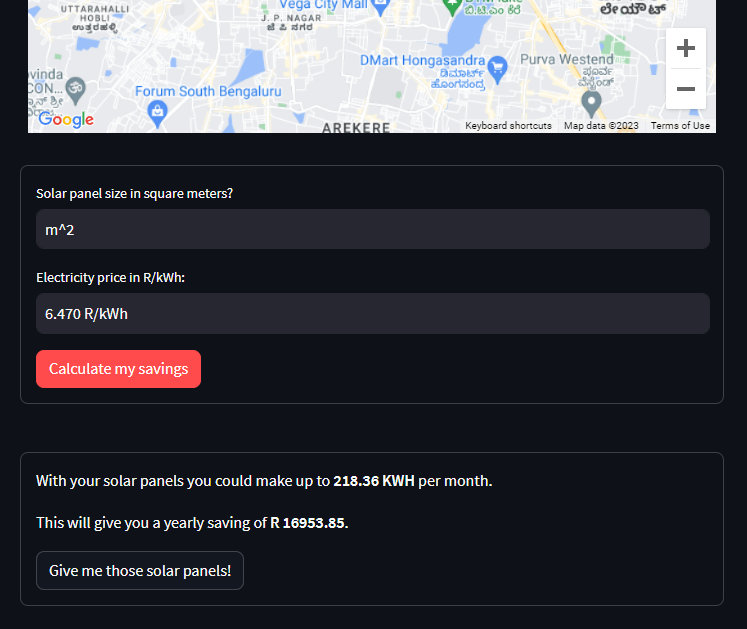 UTTARAHALLI
HOBLI
ಉತ್ತರಹಳ್ಳಿ
Vega City Mall
J. P. NAGAR
ಜೆ ಪಿ ನಗರ
ಬಿ.ಟಿ.ಎಂ ಕೆರೆ
ಲೇಯೌಟ್
DMart Hongasandra
ಡಿಮಾರ್ಟ್
ಹೊಂಗಸಂದ್ರ
Purva Westend
ಪೂರ್ವ
ವೆಸ್ಟೆಂಡ್
vinda
CON...
Forum South Bengaluru
Google
AREKERE
Keyboard shortcuts Map data ©2023 Terms of Use
Solar panel size in square meters?
m^2
Electricity price in R/kWh:
6.470 R/kWh
Calculate my savings
With your solar panels you could make up to 218.36 KWH per month.
This will give you a yearly saving of R 16953.85.
Give me those solar panels!